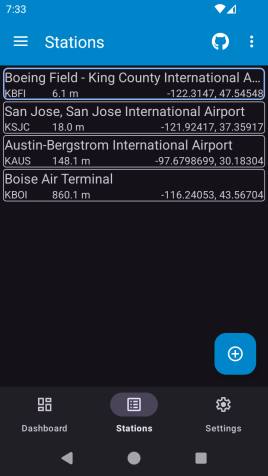 7:33
Stations
Boeing Field - King County International A…
KBFI 6.1 m -122.3147, 47.54548
San Jose, San Jose International Airport
KSJC 18.0 m -121.92417, 37.35917
Austin-Bergstrom International Airport
KAUS 148.1 m -97.6798699, 30.18304
Boise Air Terminal
KBOI 860.1 m -116.24053, 43.56704
Dashboard Stations Settings